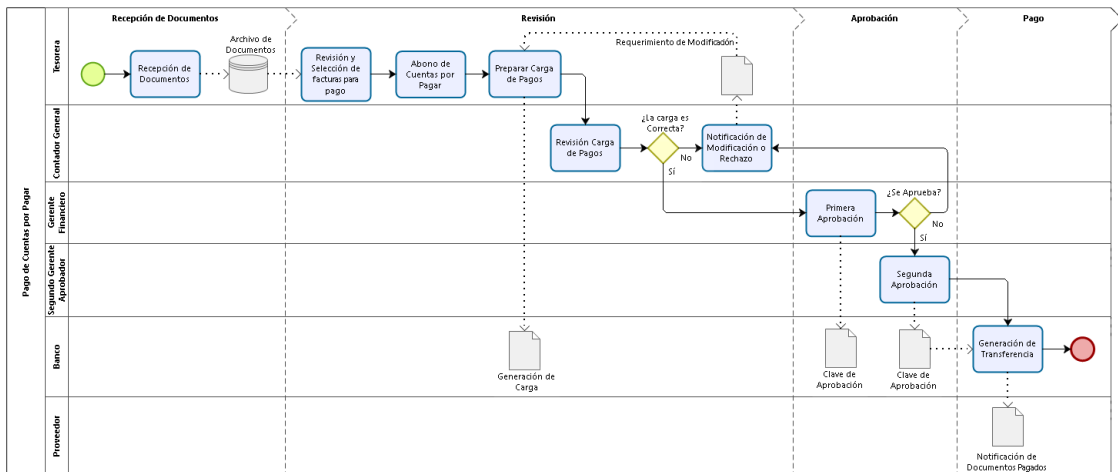 Recepción de Documentos
Revisión
Aprobación
Pago
Pago de Cuentas por Pagar
Tesorera
Recepción de
Documentos
Archivo de
Documentos
Revisión y
Selección de
facturas para
pago
Abono de
Cuentas por
Pagar
Preparar Carga
de Pagos
Requerimiento de Modificación
Contador General
Revisión Carga
de Pagos
¿La carga es
Correcta?
No
Sí
Notificación de
Modificación o
Rechazo
Gerente
Financiero
Primera
Aprobación
¿Se Aprueba?
No
Sí
Segundo Gerente
Aprobador
Segunda
Aprobación
Banco
Generación de
Carga
Clave de
Aprobación
Clave de
Aprobación
Generación de
Transferencia
Proveedor
Notificación de
Documentos Pagados